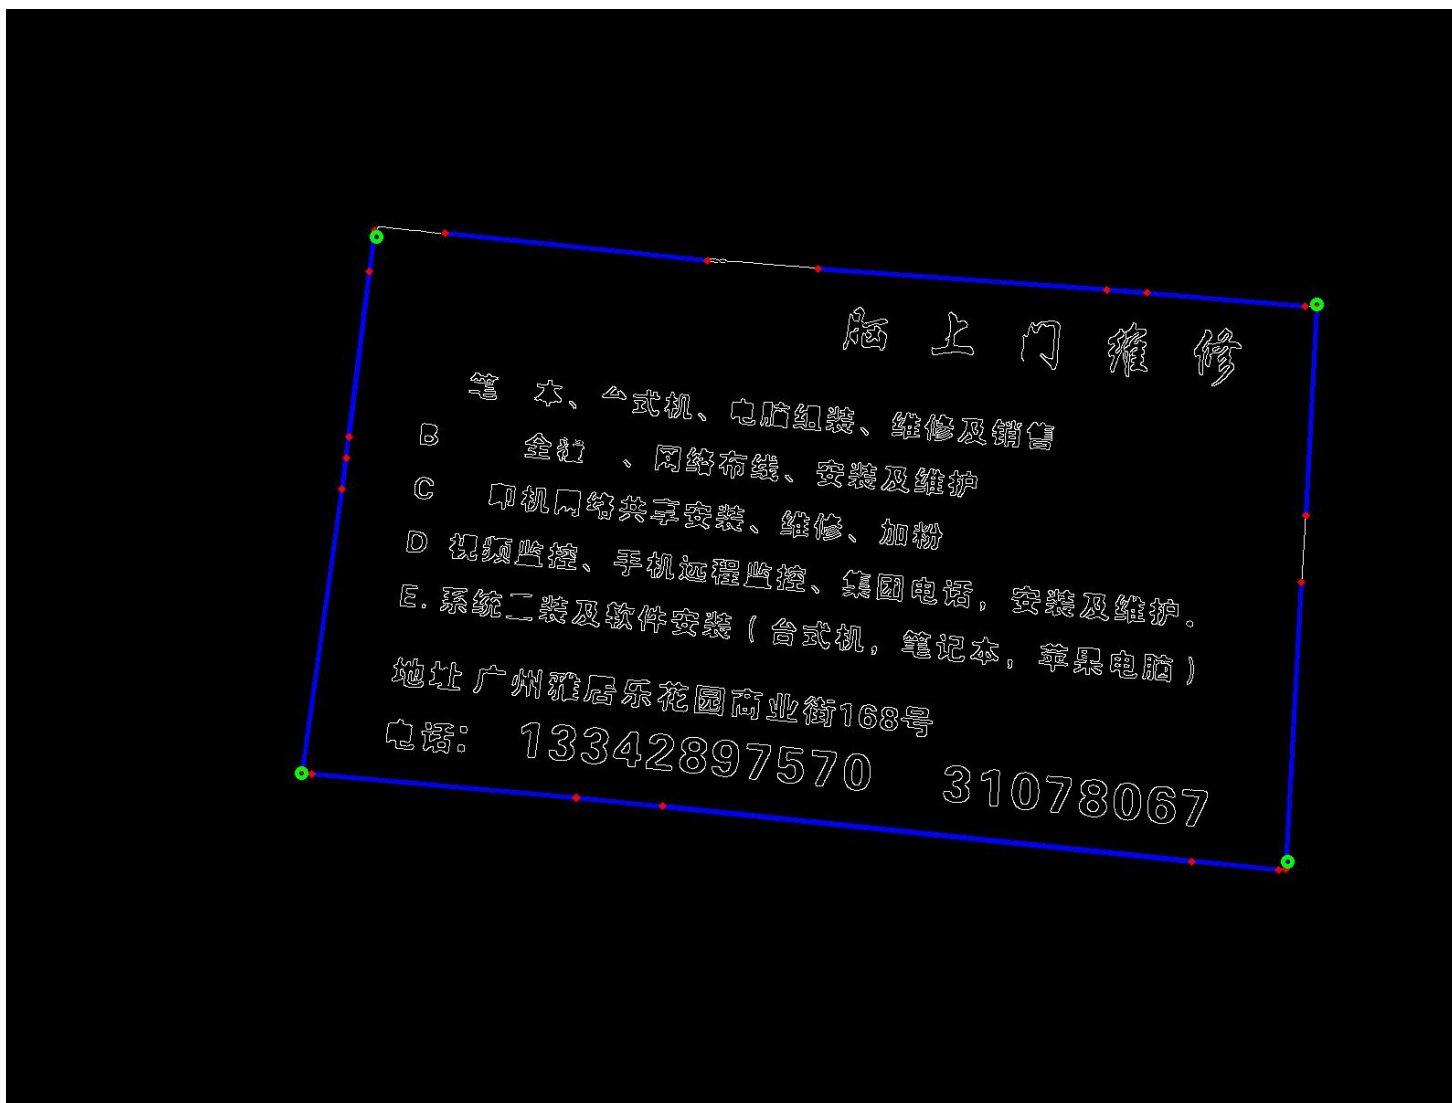 脑上门维修
笔 本、台式机、电脑组装、维修及销售
B 全 、网络布线、安装及维护
C 印机网络共享安装、维修、加粉
D 视频监控、手机远程监控、集团电话，安装及维护.
E. 系统二装及软件安装（台式机，笔记本，苹果电脑）
地址 广州雅居乐花园商业街168号
电话: 13342897570 31078067